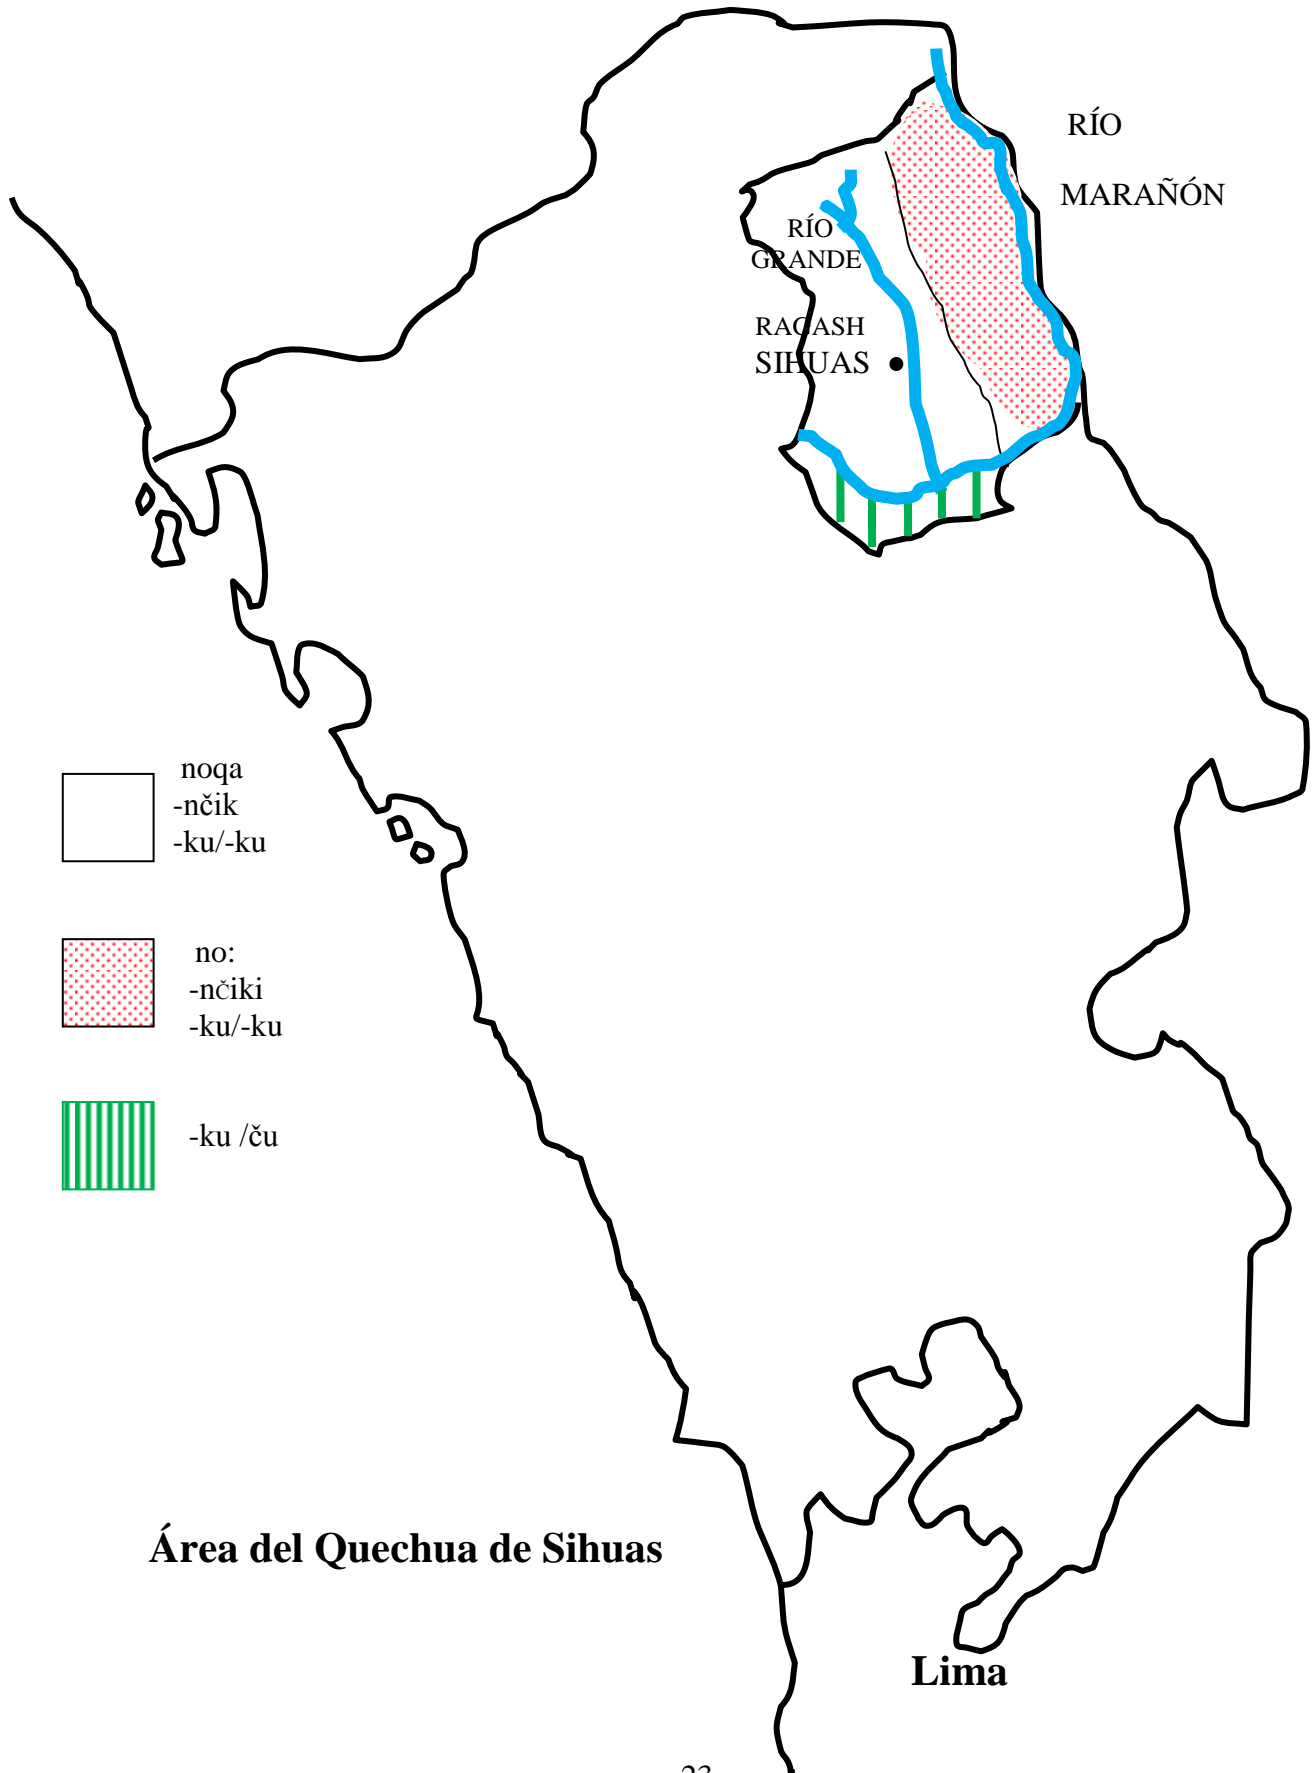 RÍO
MARAÑÓN
RÍO
GRANDE
RAGASH
SIHUAS
noqa
-nčik
-ku/-ku
no:
-nčiki
-ku/-ku
-ku /ču
Área del Quechua de Sihuas
Lima
23